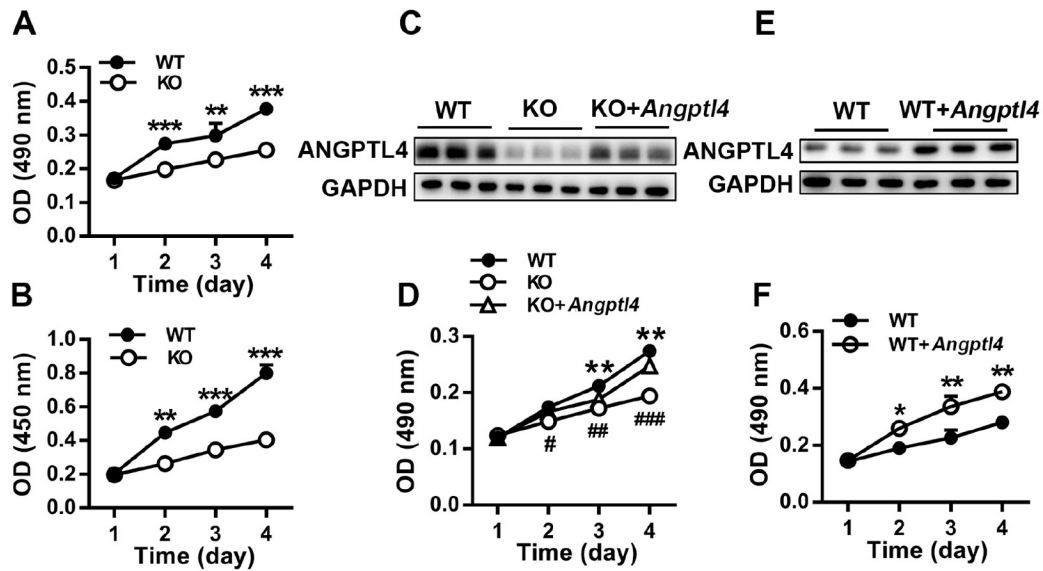 A
WT
KO
OD (490 nm)
0.5
0.4
0.3
0.2
0.1
0.0
***
**
***
1 2 3 4
Time (day)
B
WT
KO
OD (450 nm)
1.0
0.8
0.6
0.4
0.2
0.0
**
***
***
1 2 3 4
Time (day)
C
WT KO KO+Angptl4
ANGPTL4
GAPDH
D
WT
KO
KO+Angptl4
OD (490 nm)
0.3
0.2
0.1
0.0
**
**
#
##
###
1 2 3 4
Time (day)
E
WT WT+Angptl4
ANGPTL4
GAPDH
F
WT
WT+Angptl4
OD (490 nm)
0.6
0.4
0.2
0.0
*
**
**
1 2 3 4
Time (day)